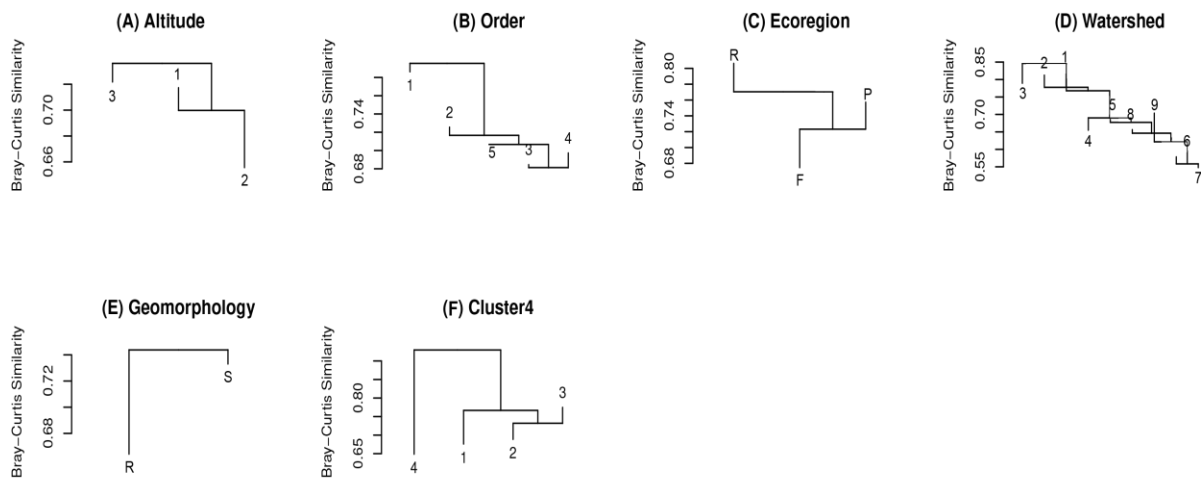 (A) Altitude
Bray−Curtis Similarity
0.70
0.66
3
1
2
(B) Order
Bray−Curtis Similarity
0.74
0.68
1
2
5
3
4
(C) Ecoregion
Bray−Curtis Similarity
0.80
0.74
0.68
R
F
P
(D) Watershed
Bray−Curtis Similarity
0.85
0.70
0.55
3
2
1
4
5
8
9
6
7
(E) Geomorphology
Bray−Curtis Similarity
0.72
0.68
R
S
(F) Cluster4
Bray−Curtis Similarity
0.80
0.65
4
1
2
3